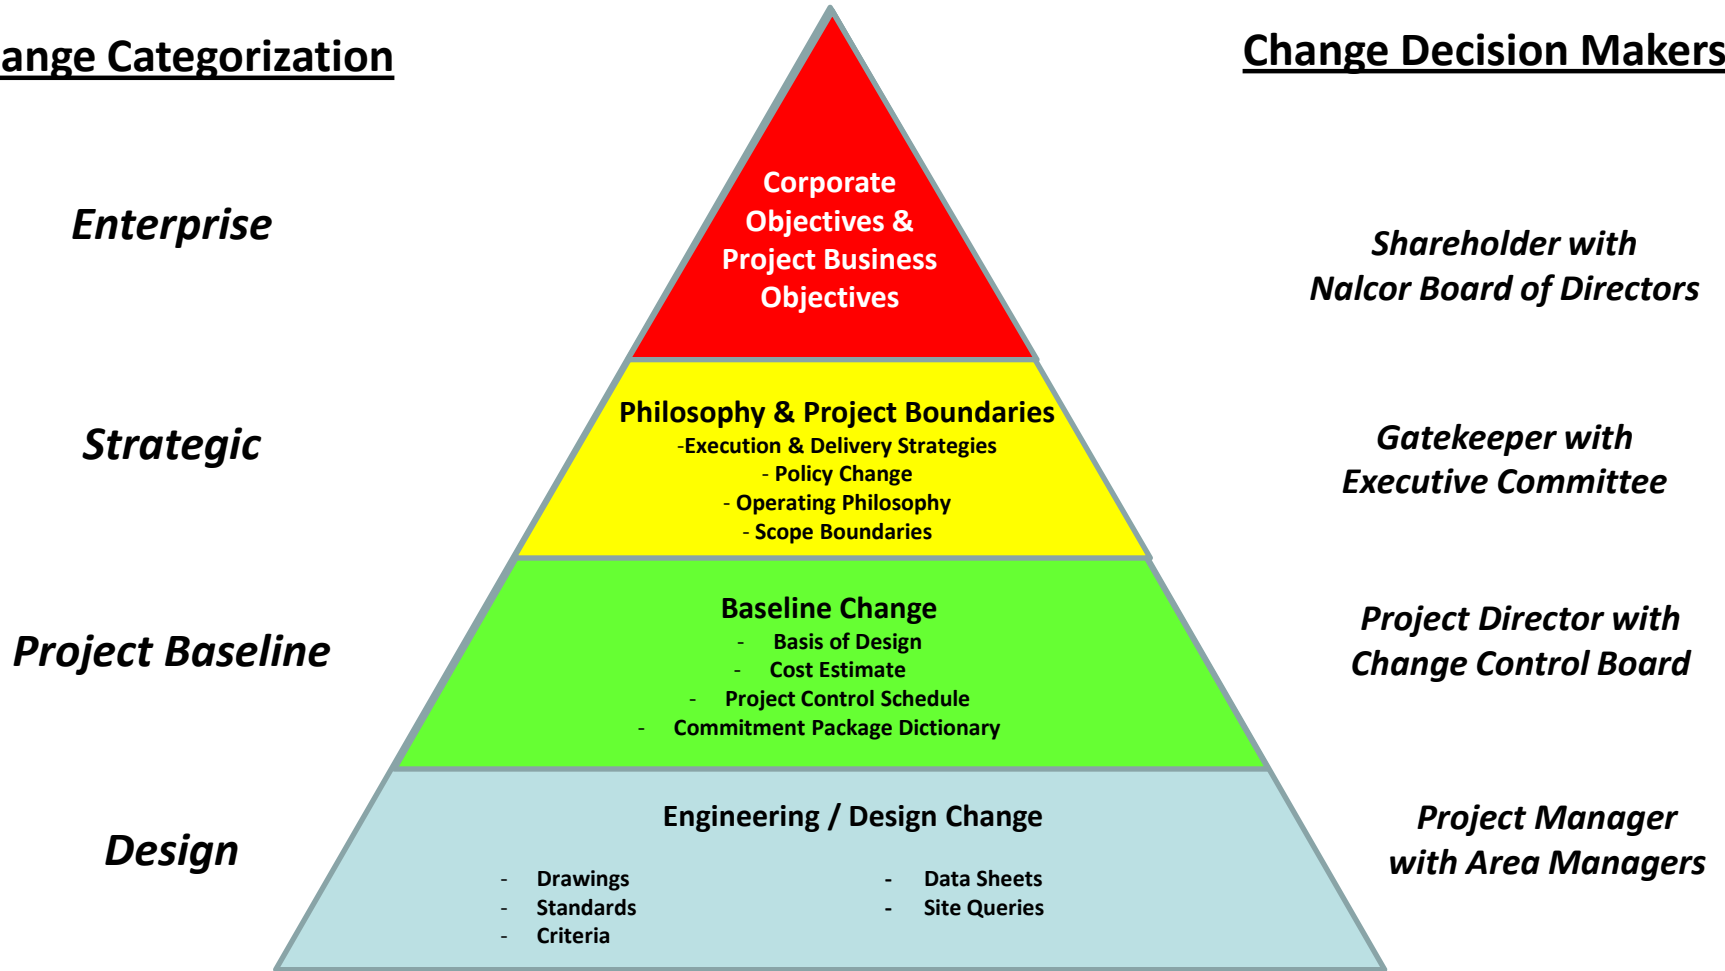 ange Categorization
Change Decision Makers
Enterprise
Corporate
Objectives &
Project Business
Objectives
Shareholder with
Nalcor Board of Directors
Strategic
Philosophy & Project Boundaries
-Execution & Delivery Strategies
- Policy Change
- Operating Philosophy
- Scope Boundaries
Gatekeeper with
Executive Committee
Project Baseline
Baseline Change
- Basis of Design
- Cost Estimate
- Project Control Schedule
- Commitment Package Dictionary
Project Director with
Change Control Board
Design
Engineering / Design Change
- Drawings
- Standards
- Criteria
- Data Sheets
- Site Queries
Project Manager
with Area Managers